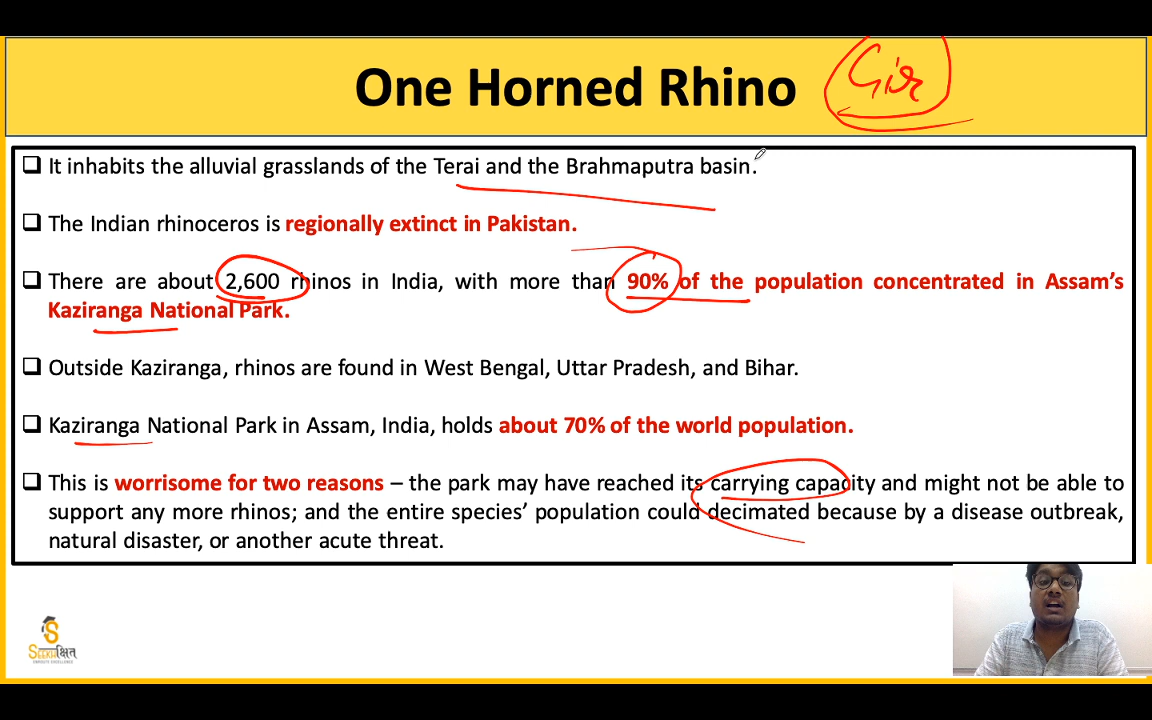 One Horned Rhino Gir
❑ It inhabits the alluvial grasslands of the Terai and the Brahmaputra basin.
❑ The Indian rhinoceros is regionally extinct in Pakistan.
❑ There are about 2,600 rhinos in India, with more than 90% of the population concentrated in Assam’s
Kaziranga National Park.
❑ Outside Kaziranga, rhinos are found in West Bengal, Uttar Pradesh, and Bihar.
❑ Kaziranga National Park in Assam, India, holds about 70% of the world population.
❑ This is worrisome for two reasons – the park may have reached its carrying capacity and might not be able to
support any more rhinos; and the entire species’ population could decimated because by a disease outbreak,
natural disaster, or another acute threat.
S
SEEKHशिक्षित